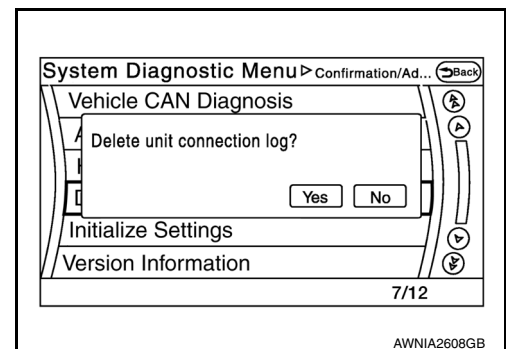 System Diagnostic Menu ▷ Confirmation/Ad... Back
Vehicle CAN Diagnosis
Delete unit connection log?
Yes No
Initialize Settings
Version Information
7/12
AWNIA2608GB